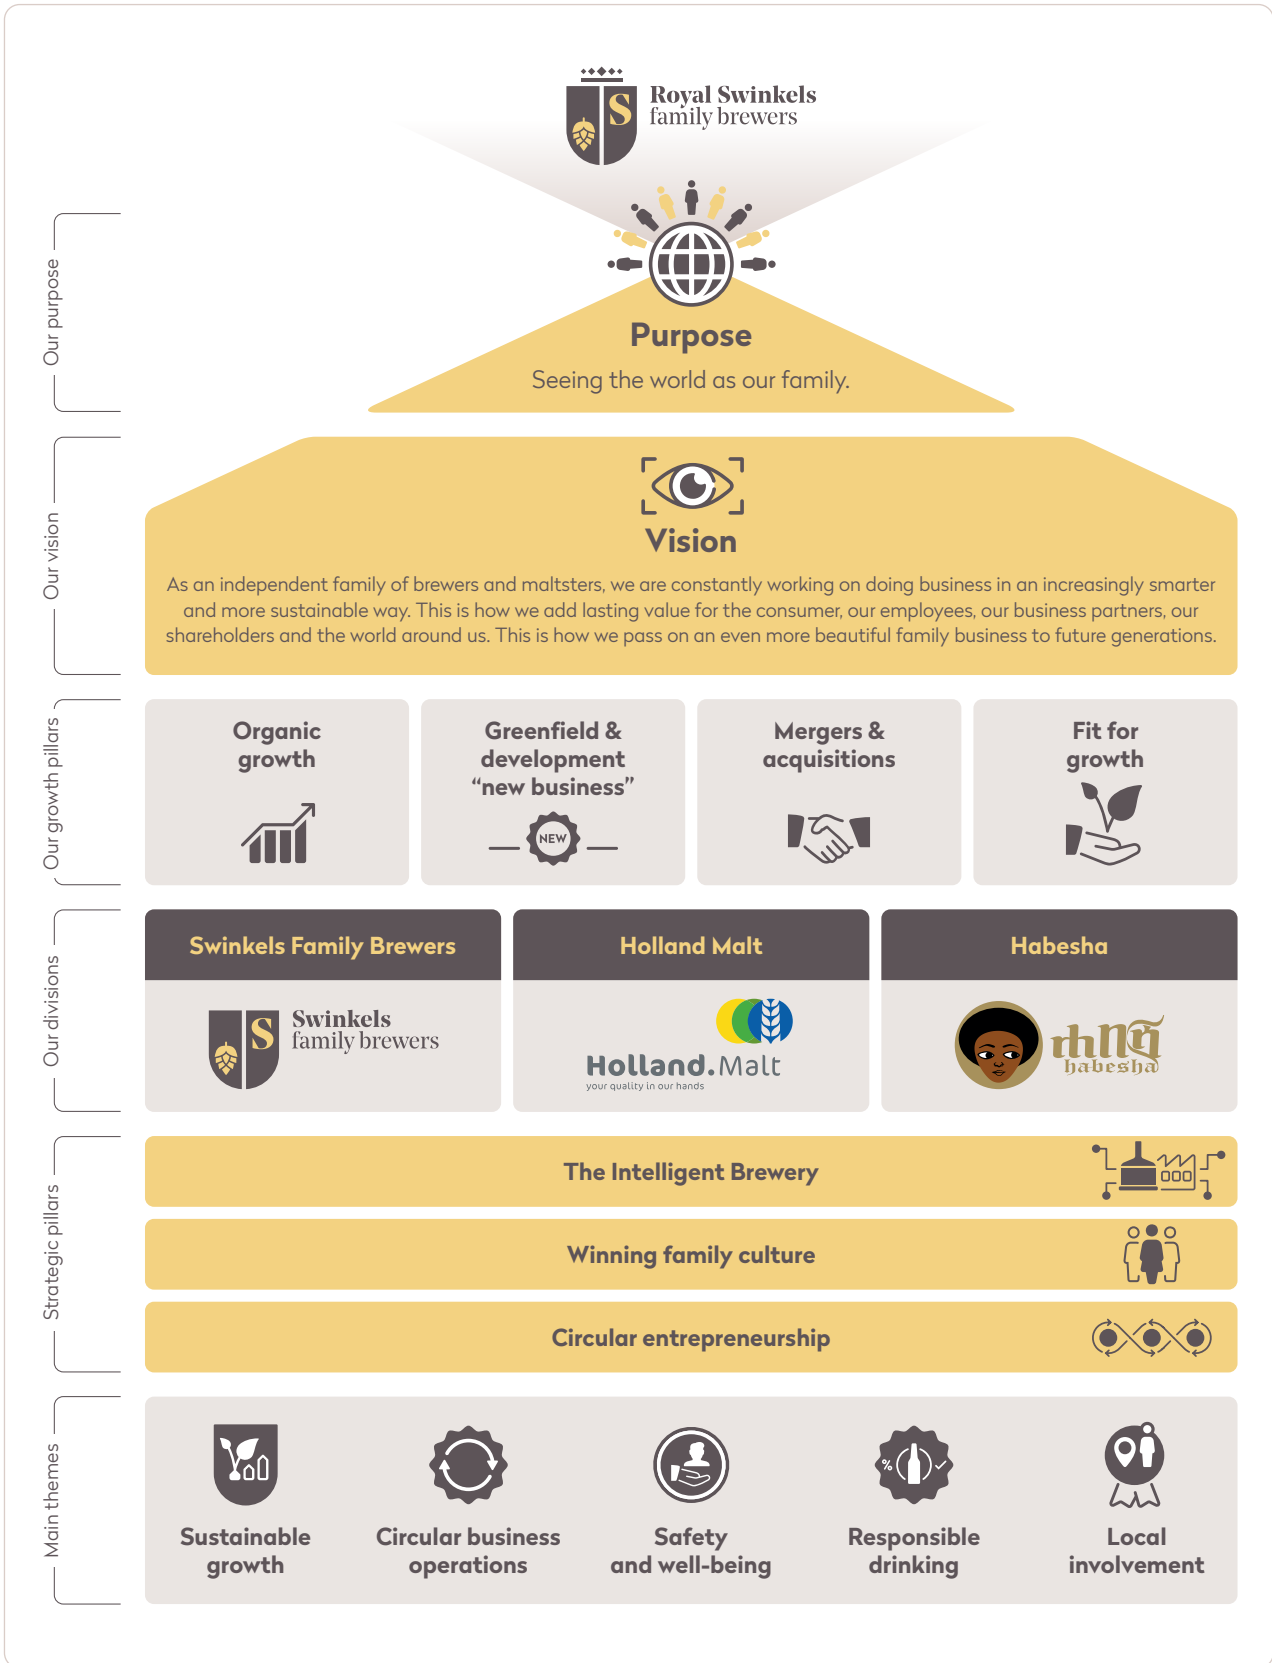 Royal Swinkels
family brewers
Our purpose
Purpose
Seeing the world as our family.
Our vision
Vision
As an independent family of brewers and maltsters, we are constantly working on doing business in an increasingly smarter
and more sustainable way. This is how we add lasting value for the consumer, our employees, our business partners, our
shareholders and the world around us. This is how we pass on an even more beautiful family business to future generations.
Our growth pillars
Organic
growth
Greenfield &
development
“new business”
NEW
Mergers &
acquisitions
Fit for
growth
Our divisions
Swinkels Family Brewers
S
Swinkels
family brewers
Holland Malt
Holland.Malt
your quality in our hands
Habesha
habesha
Strategic pillars
The Intelligent Brewery
Winning family culture
Circular entrepreneurship
Main themes
Sustainable
growth
Circular business
operations
Safety
and well-being
%
Responsible
drinking
Local
involvement